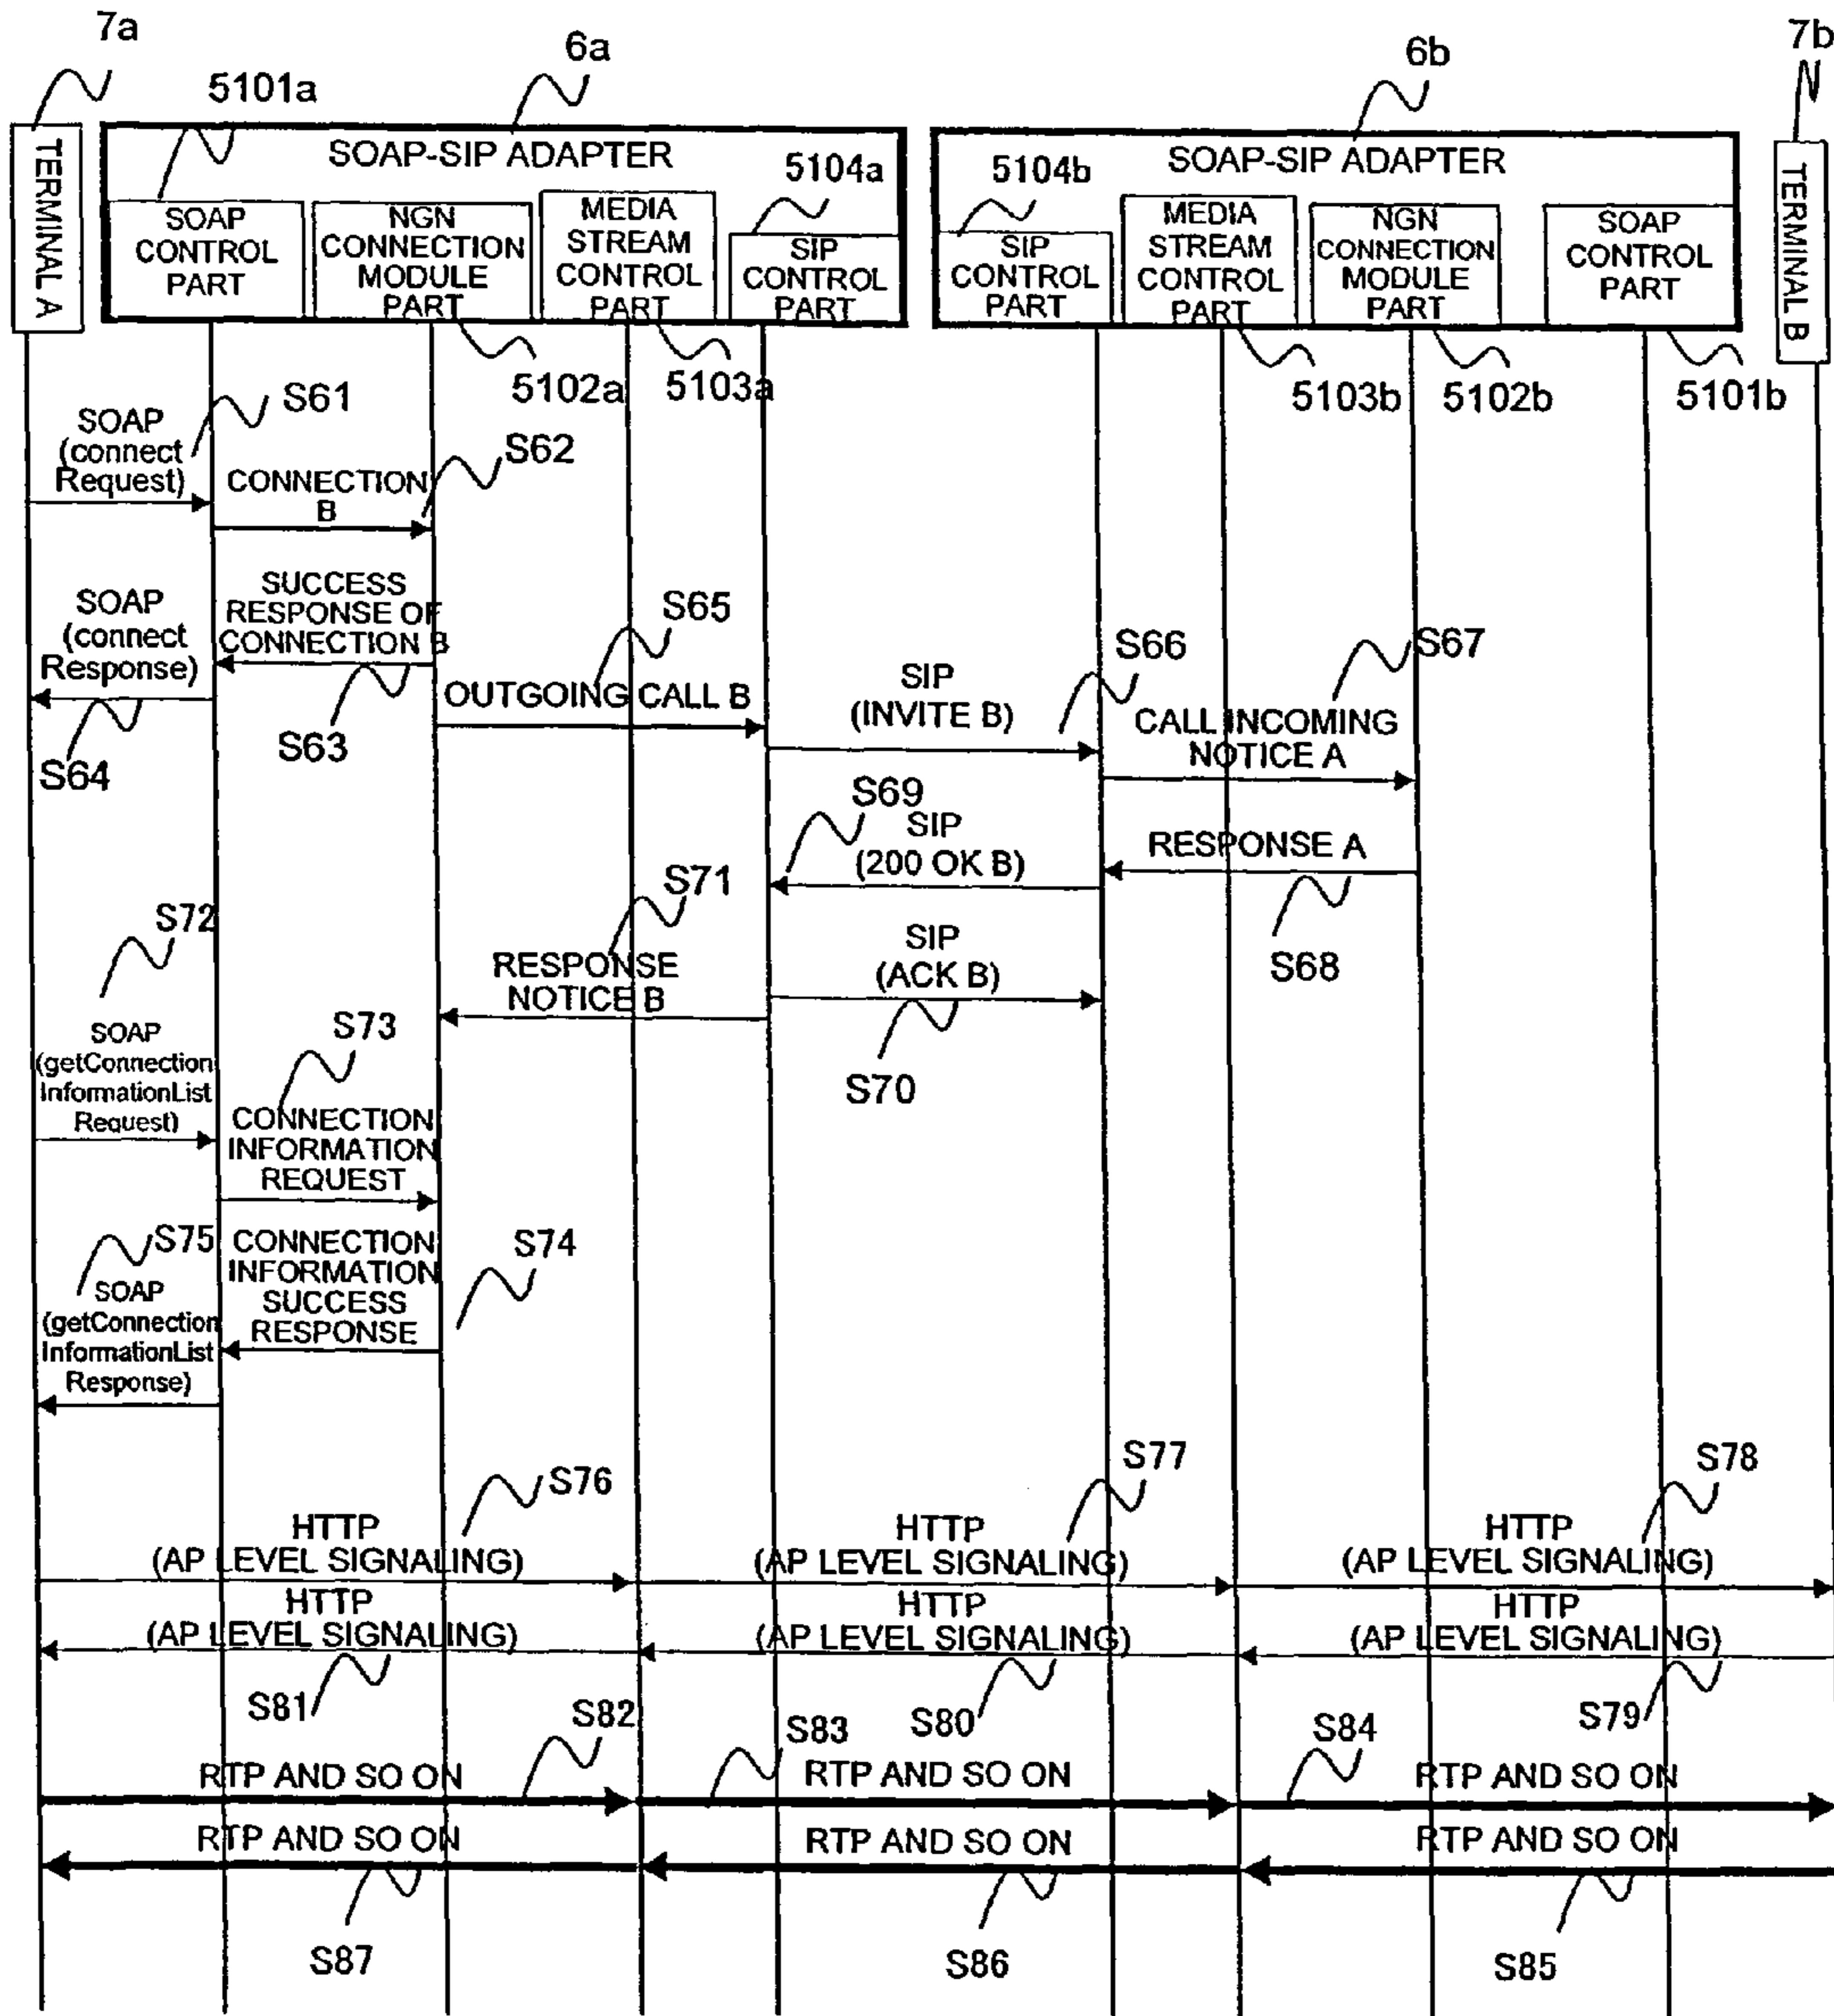 7a
6a
6b
7b
5101a
TERMINAL A
SOAP-SIP ADAPTER
5104a
SOAP
CONTROL
PART
NGN
CONNECTION
MODULE
PART
MEDIA
STREAM
CONTROL
PART
SIP
CONTROL
PART
SOAP-SIP ADAPTER
5104b
SIP
CONTROL
PART
MEDIA
STREAM
CONTROL
PART
NGN
CONNECTION
MODULE
PART
SOAP
CONTROL
PART
TERMINAL B
5102a
5103a
5103b
5102b
5101b
S61
SOAP
(connect
Request)
S62
CONNECTION
B
SUCCESS
RESPONSE OF
CONNECTION B
SOAP
(connect
Response)
S63
S64
S65
OUTGOING CALL B
S66
SIP
(INVITE B)
S67
CALL INCOMING
NOTICE A
S69
SIP
(200 OK B)
RESPONSE A
S68
S71
RESPONSE
NOTICE B
SIP
(ACK B)
S70
S72
SOAP
(getConnection
InformationList
Request)
S73
CONNECTION
INFORMATION
REQUEST
S75
SOAP
(getConnection
InformationList
Response)
CONNECTION
INFORMATION
SUCCESS
RESPONSE
S74
S76
S77
S78
HTTP
(AP LEVEL SIGNALING)
HTTP
(AP LEVEL SIGNALING)
HTTP
(AP LEVEL SIGNALING)
HTTP
(AP LEVEL SIGNALING)
HTTP
(AP LEVEL SIGNALING)
HTTP
(AP LEVEL SIGNALING)
S81
S80
S79
S82
S83
S84
RTP AND SO ON
RTP AND SO ON
RTP AND SO ON
RTP AND SO ON
RTP AND SO ON
RTP AND SO ON
S87
S86
S85